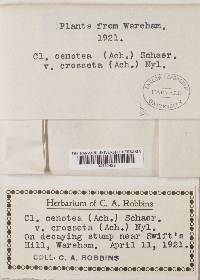 Plants from Wareham,
1921.
Cl. cenotea (Ach.) Schaer.
v. crossota (Ach.) Nyl.
FARLOW
Herbarium of C. A. Robbins
Cl. cenotea (Ach.) Schaer.
v. crossota (Ach.) Nyl.
On decaying stump near Swift's
Hill, Wareham, April 11, 1921.
COLL. C. A. ROBBINS